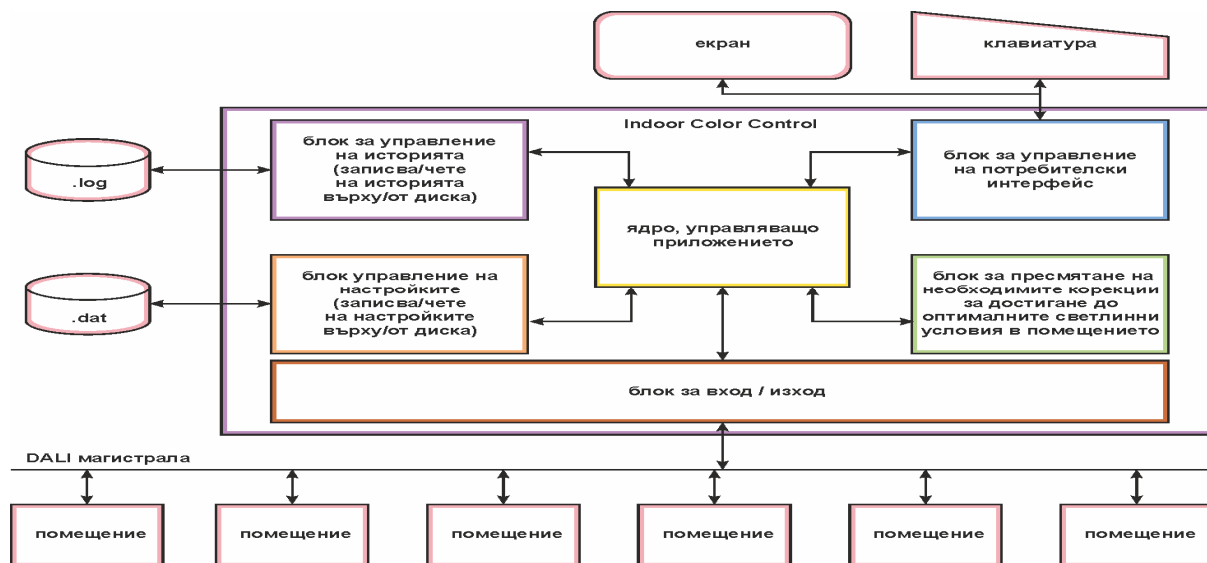 екран
клавиатура
Indoor Color Control
.log
блок за управление
на историята
(записва/чете
на историята
върху/от диска)
блок за управление
на потребителски
интерфейс
ядро, управляващо
приложението
.dat
блок управление на
настройките
(записва/чете
на настройките
върху/от диска)
блок за пресмятане на
необходимите корекции
за достигане до
оптималните светлинни
условия в помещението
блок за вход / изход
DALI магистрала
помещение
помещение
помещение
помещение
помещение
помещение